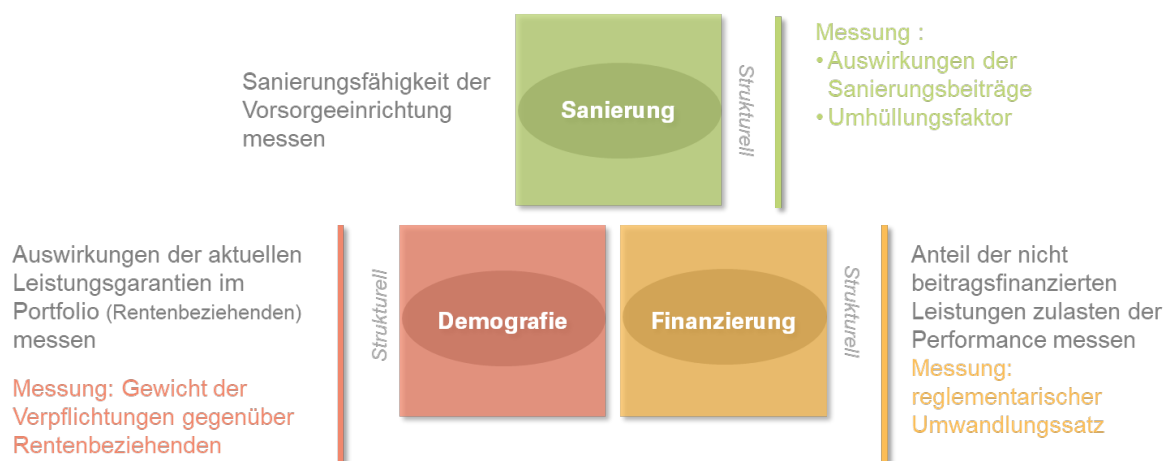 Sanierungsfähigkeit der
Vorsorgeeinrichtung
messen
Sanierung
Strukturell
Messung :
• Auswirkungen der
Sanierungsbeiträge
• Umhüllungsfaktor
Auswirkungen der aktuellen
Leistungsgarantien im
Portfolio (Rentenbeziehenden)
messen
Messung: Gewicht der
Verpflichtungen gegenüber
Rentenbeziehenden
Strukturell
Demografie
Finanzierung
Strukturell
Anteil der nicht
beitragsfinanzierten
Leistungen zulasten der
Performance messen
Messung:
reglementarischer
Umwandlungssatz